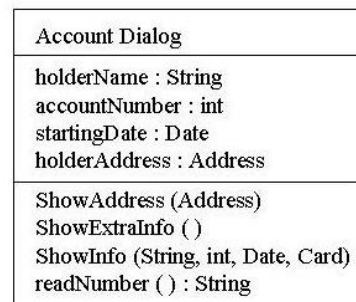 Account Dialog
holderName : String
accountNumber : int
startingDate : Date
holderAddress : Address
ShowAddress (Address)
ShowExtraInfo ( )
ShowInfo (String, int, Date, Card)
readNumber ( ) : String